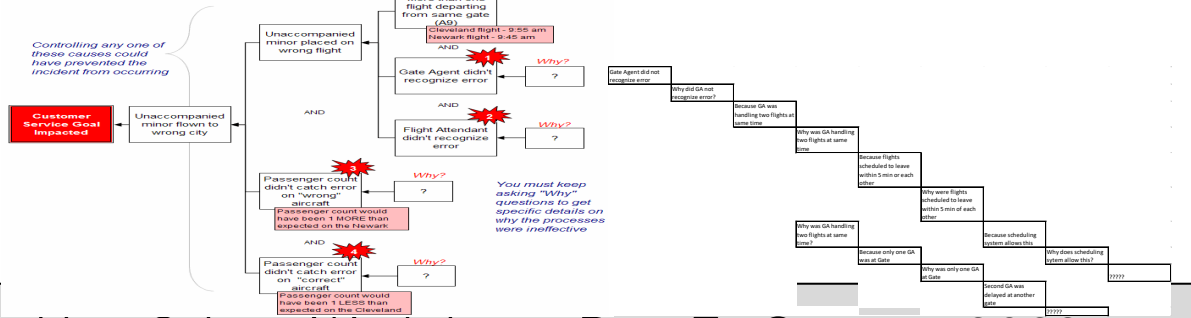 More than one
flight departing
from same gate
(A9)
Cleveland flight - 9:55 am
Newark flight - 9:45 am
Controlling any one of
these causes could
have prevented the
incident from occurring
Unaccompanied
minor placed on
wrong flight
AND
1
Gate Agent didn't
recognize error
Why?
?
Customer
Service Goal
Impacted
Unaccompanied
minor flown to
wrong city
AND
AND
2
Flight Attendant
didn't recognize
error
Why?
?
3
Passenger count
didn't catch error
on "wrong"
aircraft
Why?
?
Passenger count would
have been 1 MORE than
expected on the Newark
You must keep
asking "Why"
questions to get
specific details on
why the processes
were ineffective
AND
4
Passenger count
didn't catch error
on "correct"
aircraft
Why?
?
Passenger count would
have been 1 LESS than
expected on the Cleveland
Gate Agent did not
recognize error
Why did GA not
recognize error?
Because GA was
handling two flights at
same time
Why was GA handling
two flights at same
time
Because flights
scheduled to leave
within 5 min or each
other
Why were flights
scheduled to leave
within 5 min of each
other
Because scheduling
system allows this
Why does scheduling
sytem allow this?
?????
Why was GA handling
two flights at same
time?
Because only one GA
was at Gate
Why was only one GA
at Gate
Second GA was
delayed at another
gate
?????